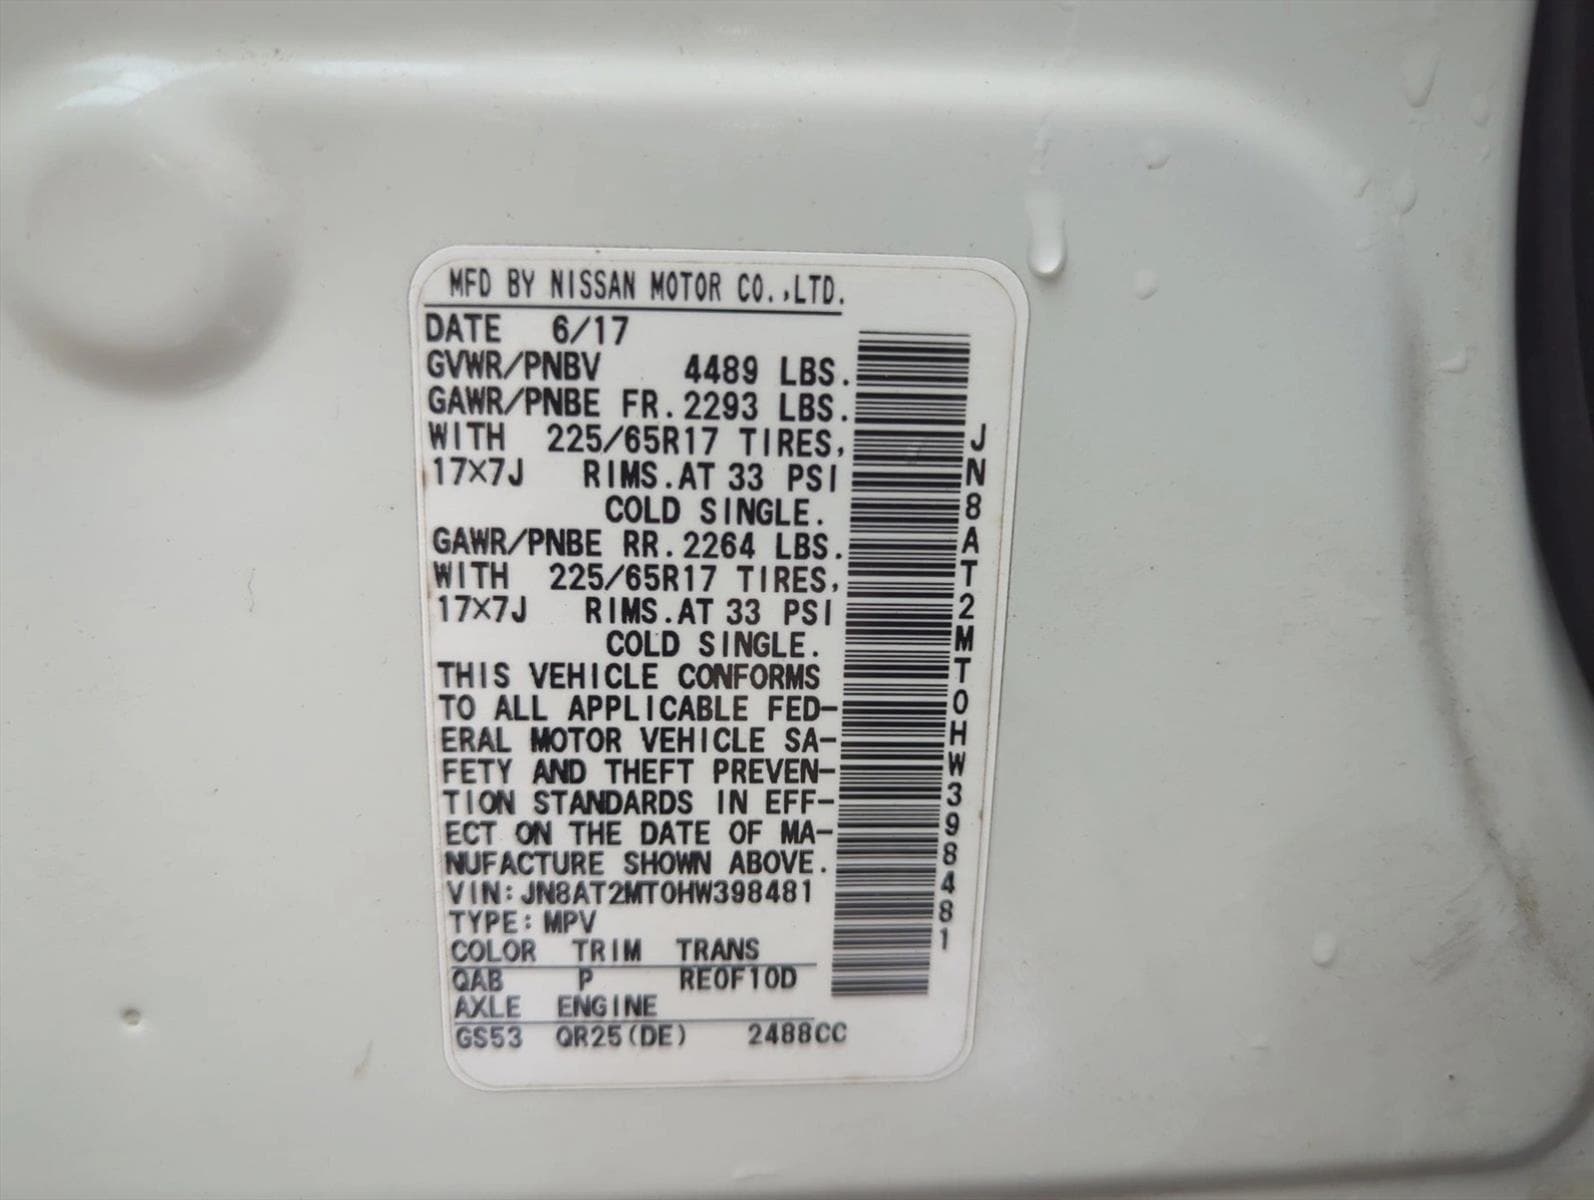 MFD BY NISSAN MOTOR CO.,LTD.
DATE 6/17
GVWR/PNBV 4489 LBS.
GAWR/PNBE FR.2293 LBS.
WITH 225/65R17 TIRES,
17X7J RIMS.AT 33 PSI
COLD SINGLE.
GAWR/PNBE RR.2264 LBS.
WITH 225/65R17 TIRES,
17X7J RIMS.AT 33 PSI
COLD SINGLE.
THIS VEHICLE CONFORMS
TO ALL APPLICABLE FED-
ERAL MOTOR VEHICLE SA-
FETY AND THEFT PREVEN-
TION STANDARDS IN EFF-
ECT ON THE DATE OF MA-
NUFACTURE SHOWN ABOVE.
VIN:JN8AT2MT0HW398481
TYPE:MPV
COLOR TRIM TRANS
QAB P RE0F10D
AXLE ENGINE
GS53 QR25(DE) 2488CC
JN8AT2MT0HW398481